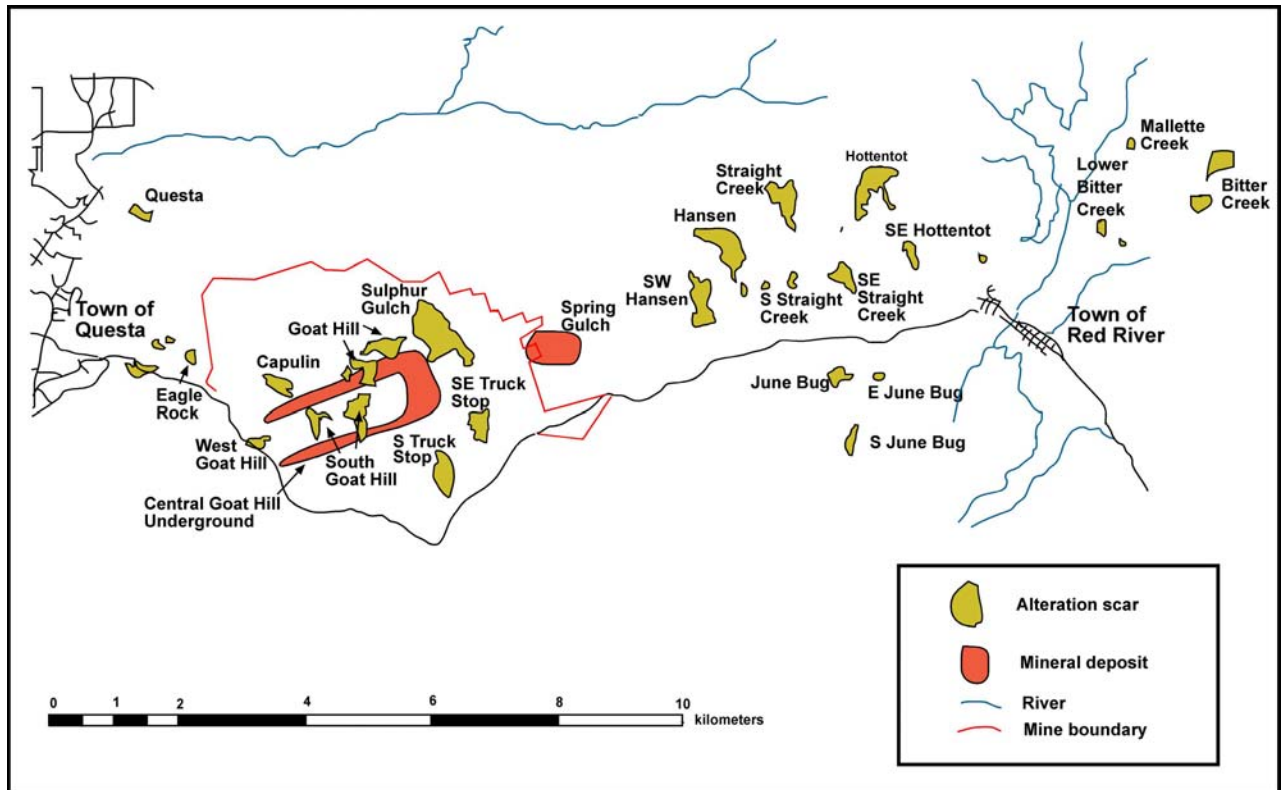 Mallette
Creek
Hottentot
Lower
Bitter
Creek
Straight
Creek
Bitter
Creek
Questa
Hansen
SE Hottentot
Sulphur
Gulch
SW
Hansen
S Straight
Creek
SE
Straight
Creek
Spring
Gulch
Town of
Questa
Goat Hill
Town of
Red River
Capulin
SE Truck
Stop
June Bug
E June Bug
Eagle
Rock
West
Goat Hill
South
Goat Hill
S Truck
Stop
S June Bug
Central Goat Hill
Underground
Alteration scar
Mineral deposit
River
Mine boundary
0 1 2 4 6 8 10
kilometers